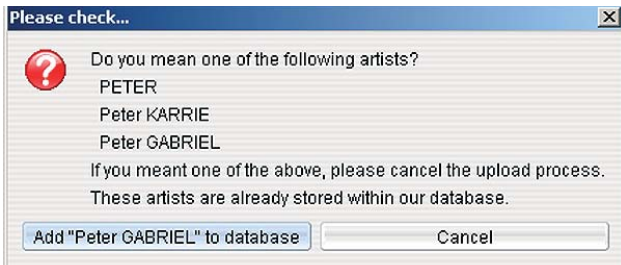 Please check...
Do you mean one of the following artists?
PETER
Peter KARRIE
Peter GABRIEL
If you meant one of the above, please cancel the upload process.
These artists are already stored within our database.
Add "Peter GABRIEL" to database
Cancel